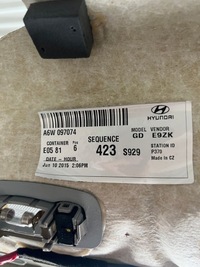 HYUNDAI
A6W 097074
CONTAINER Pos SEQUENCE MODEL VENDOR
E05 81 6 423 S929 GD E9ZK
DATE - HOUR STATION ID
Jun 10 2015 2:06PM P370
Made in CZ